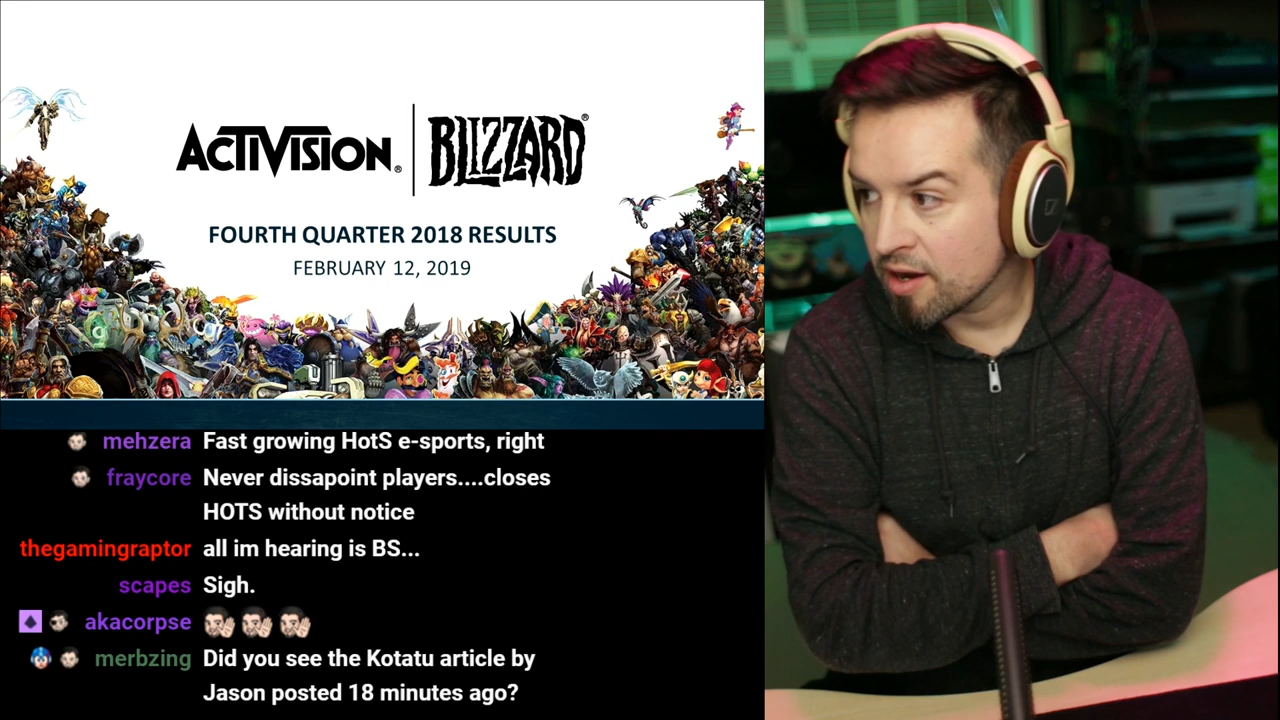 ACTIVISION® BLIZZARD®
FOURTH QUARTER 2018 RESULTS
FEBRUARY 12, 2019
mehzera Fast growing HotS e-sports, right
fraycore Never dissapoint players....closes
HOTS without notice
thegamingraptor all im hearing is BS...
scapes Sigh.
akacorpse
merbzing Did you see the Kotatu article by
Jason posted 18 minutes ago?